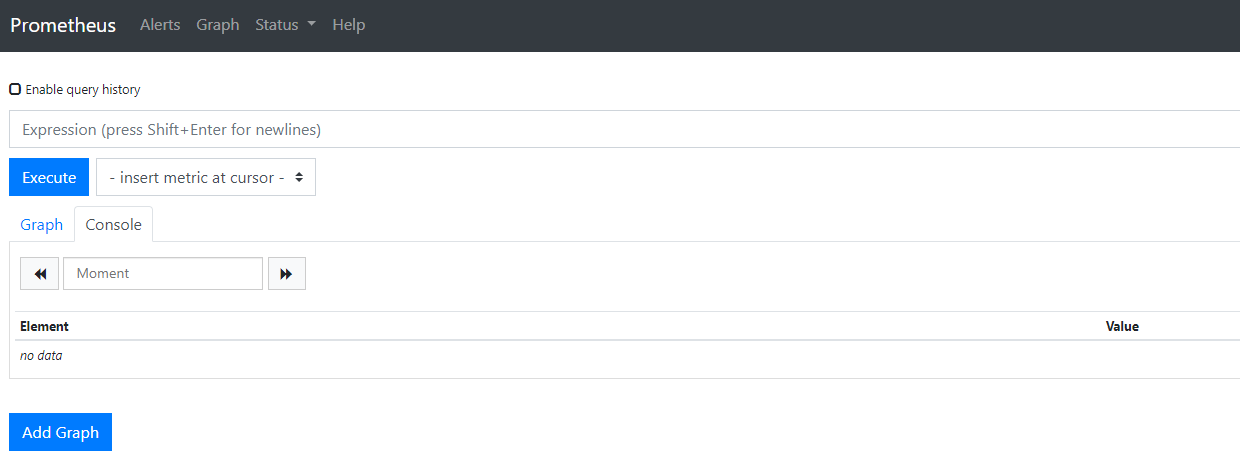 Prometheus Alerts Graph Status Help
Enable query history
Expression (press Shift+Enter for newlines)
Execute - insert metric at cursor -
Graph Console
Moment
Element Value
no data
Add Graph